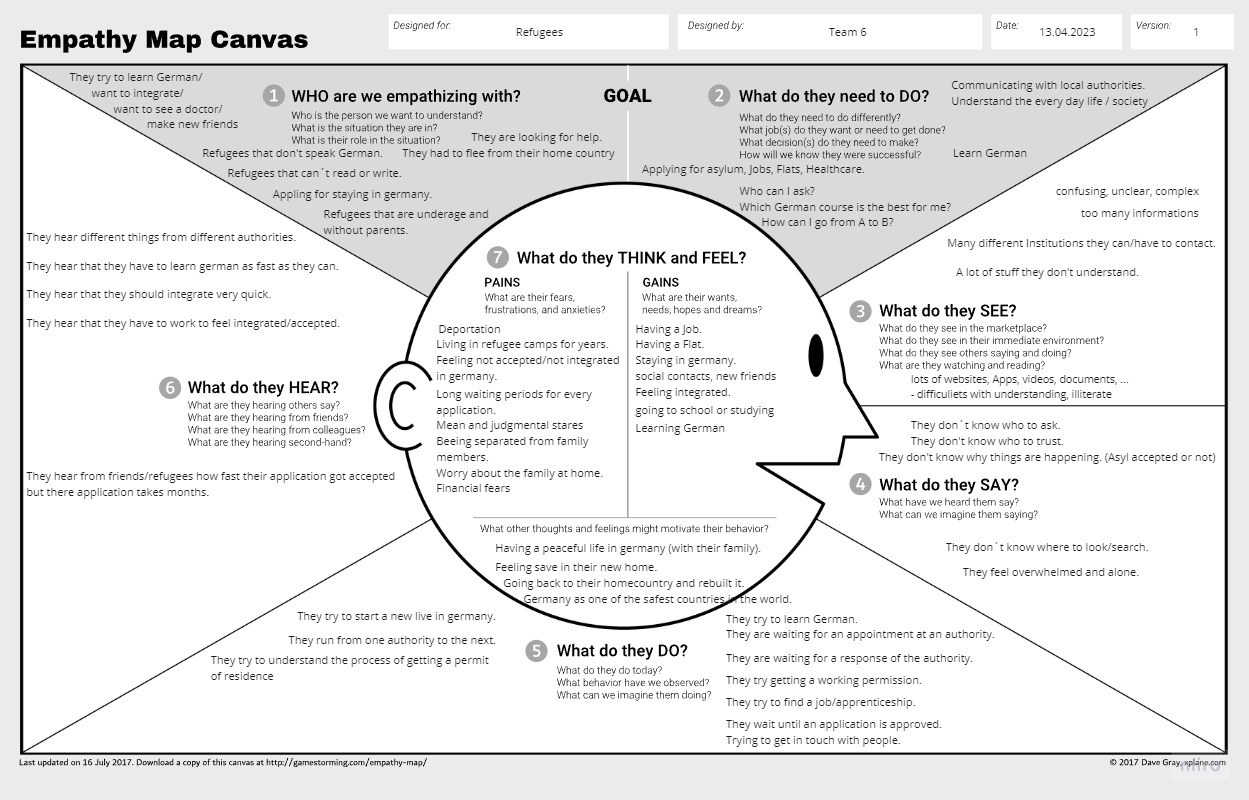 Empathy Map Canvas
Designed for:
Refugees
Designed by:
Team 6
Date:
13.04.2023
Version:
1
GOAL
1 WHO are we empathizing with?
Who is the person we want to understand?
What is the situation they are in?
What is their role in the situation?
They try to learn German/
want to integrate/
want to see a doctor/
make new friends
They are looking for help.
Refugees that don't speak German.
They had to flee from their home country
Refugees that can´t read or write.
Appling for staying in germany.
Refugees that are underage and
without parents.
2 What do they need to DO?
What do they need to do differently?
What job(s) do they want or need to get done?
What decision(s) do they need to make?
How will we know they were successful?
Communicating with local authorities.
Understand the every day life / society
Learn German
Applying for asylum, Jobs, Flats, Healthcare.
Who can I ask?
Which German course is the best for me?
How can I go from A to B?
confusing, unclear, complex
too many informations
Many different Institutions they can/have to contact.
A lot of stuff they don't understand.
3 What do they SEE?
What do they see in the marketplace?
What do they see in their immediate environment?
What do they see others saying and doing?
What are they watching and reading?
lots of websites, Apps, videos, documents, ...
- difficuliets with understanding, illiterate
They don´t know who to ask.
They don't know who to trust.
They don't know why things are happening. (Asyl accepted or not)
4 What do they SAY?
What have we heard them say?
What can we imagine them saying?
They don´t know where to look/search.
They feel overwhelmed and alone.
5 What do they DO?
What do they do today?
What behavior have we observed?
What can we imagine them doing?
They try to start a new live in germany.
They run from one authority to the next.
They try to understand the process of getting a permit
of residence
They try to learn German.
They are waiting for an appointment at an authority.
They are waiting for a response of the authority.
They try getting a working permission.
They try to find a job/apprenticeship.
They wait until an application is approved.
Trying to get in touch with people.
They hear different things from different authorities.
They hear that they have to learn german as fast as they can.
They hear that they should integrate very quick.
They hear that they have to work to feel integrated/accepted.
6 What do they HEAR?
What are they hearing others say?
What are they hearing from friends?
What are they hearing from colleagues?
What are they hearing second-hand?
They hear from friends/refugees how fast their application got accepted
but there application takes months.
7 What do they THINK and FEEL?
PAINS
What are their fears,
frustrations, and anxieties?
Deportation
Living in refugee camps for years.
Feeling not accepted/not integrated
in germany.
Long waiting periods for every
application.
Mean and judgmental stares
Beeing separated from family
members.
Worry about the family at home.
Financial fears
GAINS
What are their wants,
needs, hopes and dreams?
Having a Job.
Having a Flat.
Staying in germany.
social contacts, new friends
Feeling integrated.
going to school or studying
Learning German
What other thoughts and feelings might motivate their behavior?
Having a peaceful life in germany (with their family).
Feeling save in their new home.
Going back to their homecountry and rebuilt it.
Germany as one of the safest countries in the world.
Last updated on 16 July 2017. Download a copy of this canvas at http://gamestorming.com/empathy-map/
© 2017 Dave Gray, xplane.com
miro